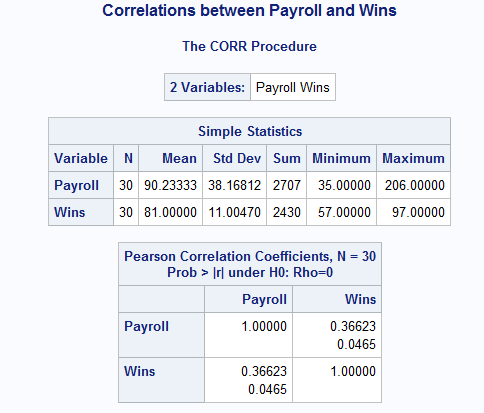 Correlations between Payroll and Wins
The CORR Procedure
2 Variables: Payroll Wins
Simple Statistics
Variable N Mean Std Dev Sum Minimum Maximum
Payroll 30 90.23333 38.16812 2707 35.00000 206.00000
Wins 30 81.00000 11.00470 2430 57.00000 97.00000
Pearson Correlation Coefficients, N = 30
Prob > |r| under H0: Rho=0
Payroll Wins
Payroll 1.00000 0.36623
0.0465
Wins 0.36623 1.00000
0.0465